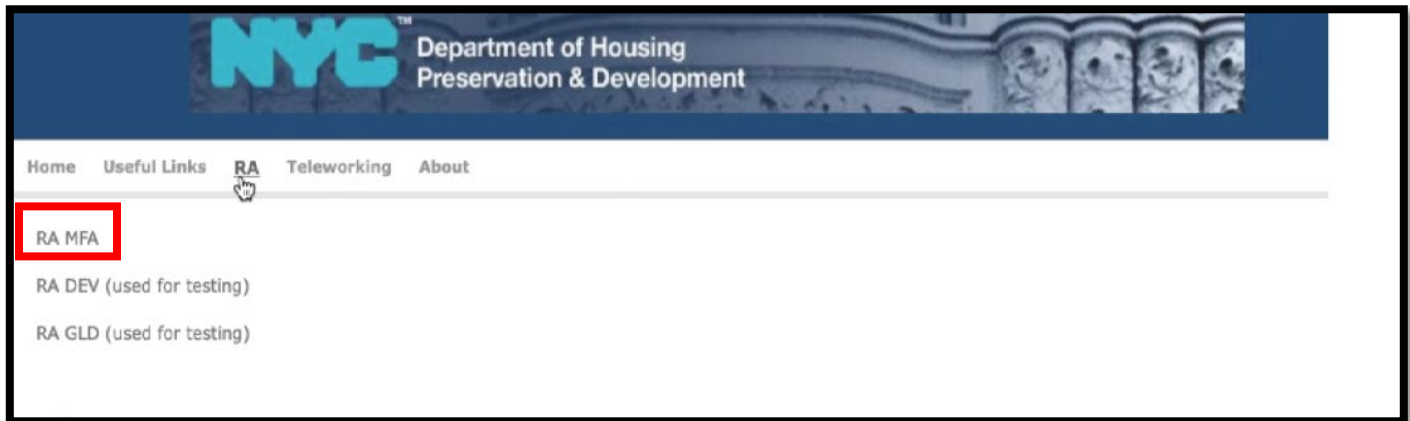 NYC™
Department of Housing
Preservation & Development
Home Useful Links RA Teleworking About
RA MFA
RA DEV (used for testing)
RA GLD (used for testing)